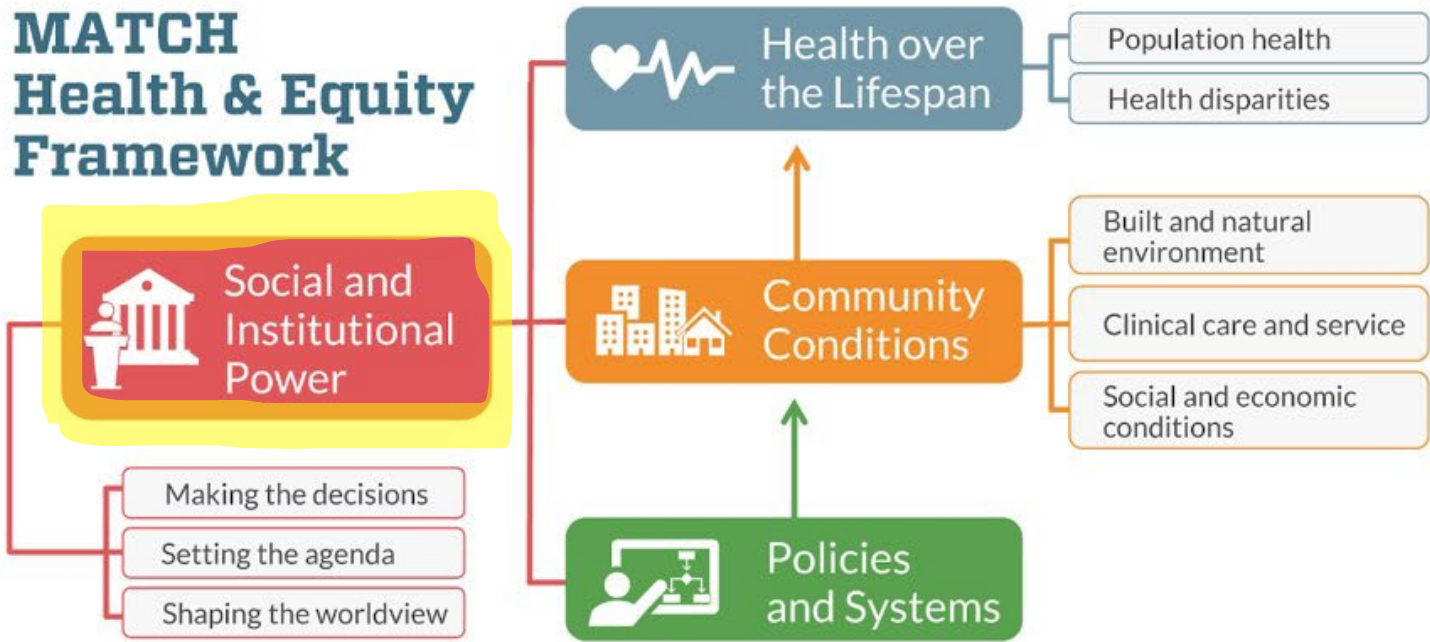 MATCH
Health & Equity
Framework
Health over
the Lifespan
Population health
Health disparities
Social and
Institutional
Power
Community
Conditions
Built and natural
environment
Clinical care and service
Social and economic
conditions
Making the decisions
Setting the agenda
Shaping the worldview
Policies
and Systems